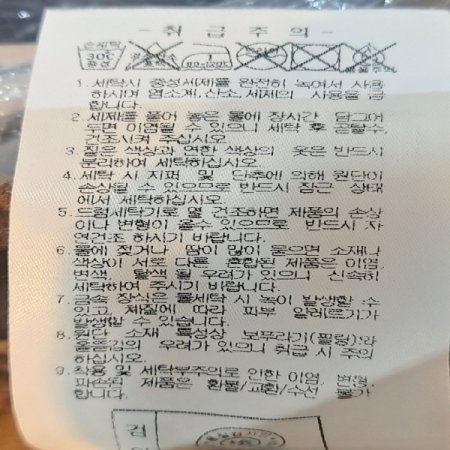 - 취 급 주 의 -
손세탁
30℃
중성
1. 세탁시 중성세제를 완전히 녹여서 사용
하시며 염소계,산소 세제의 사용을 금
합니다.
2. 세제를 풀어 놓은 물에 장시간 담그어
두면 이염될 수 있으니 세탁 후 탈수,
건조시켜 주십시오.
3. 짙은 색상과 연한 색상의 옷은 반드시
분리하여 세탁하십시오.
4. 세탁 시 지퍼 및 단추에 의해 원단이
손상될 수 있으므로 반드시 잠근 상태
에서 세탁하십시오.
5. 드럼세탁기로 열 건조하면 제품의 손상
이나 변형이 올수 있으므로 반드시 자
연건조 하시기 바랍니다.
6. 물에 젖거나 땀이 많이 묻으면 소재나
색상이 서로 다른 혼합된 제품은 이염
변색, 탈색될 우려가 있으니 신속히
세탁하여 주시기 바랍니다.
7. 금속 장식은 물세탁 시 녹이 발생할 수
있고 체질에 따라 피부 알레르기가
발생할 수 있습니다.
8. 원단 소재 특성상 보푸라기(필링)와
우려가 있으니 취급 시 주의
하십시오.
9. 착용 및 세탁부주의로 인한 이염
파손된 제품은 환불/교환/수선 불가
합니다.
검